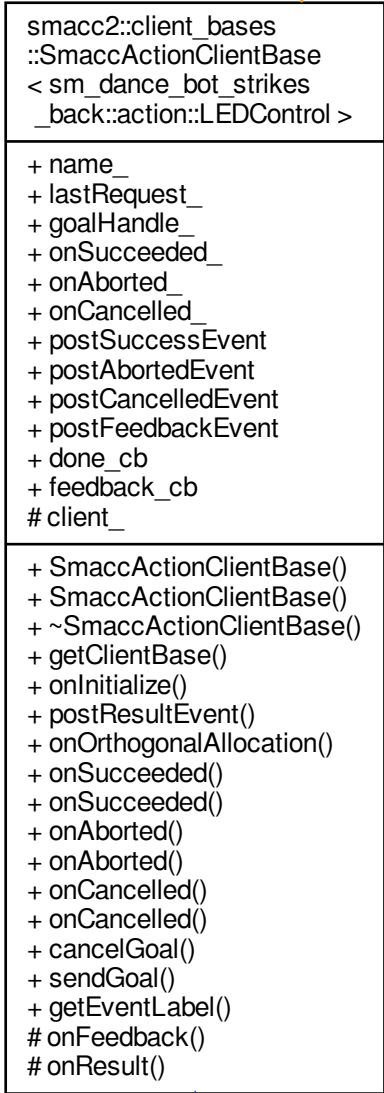 smacc2::client_bases
::SmaccActionClientBase
< sm_dance_bot_strikes
_back::action::LEDControl >
+ name_
+ lastRequest_
+ goalHandle_
+ onSucceeded_
+ onAborted_
+ onCancelled_
+ postSuccessEvent
+ postAbortedEvent
+ postCancelledEvent
+ postFeedbackEvent
+ done_cb
+ feedback_cb
# client_
+ SmaccActionClientBase()
+ SmaccActionClientBase()
+ ~SmaccActionClientBase()
+ getClientBase()
+ onInitialize()
+ postResultEvent()
+ onOrthogonalAllocation()
+ onSucceeded()
+ onSucceeded()
+ onAborted()
+ onAborted()
+ onCancelled()
+ onCancelled()
+ cancelGoal()
+ sendGoal()
+ getEventLabel()
# onFeedback()
# onResult()